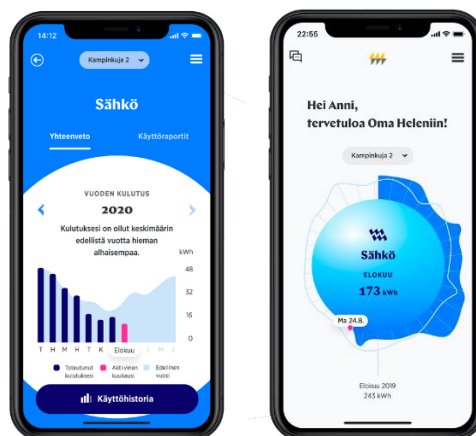 14:12
Kampinkuja 2
Sähkö
Yhteenveto
Käyttöraportit
VUODEN KULUTUS
2020
Kulutuksesi on ollut keskimäärin
edellistä vuotta hieman
alhaisempaa.
kWh
48
32
16
0
T H M H T K Elokuu L M J
Toteutunut
kulutuksesi
Aktiivinen
kuukausi
Edellinen
vuosi
Käyttöhistoria
22:55
Hei Anni,
tervetuloa Oma Heleniin!
Kampinkuja 2
Sähkö
ELOKUU
173 kWh
Ma 24.8.
Elokuu 2019
243 kWh